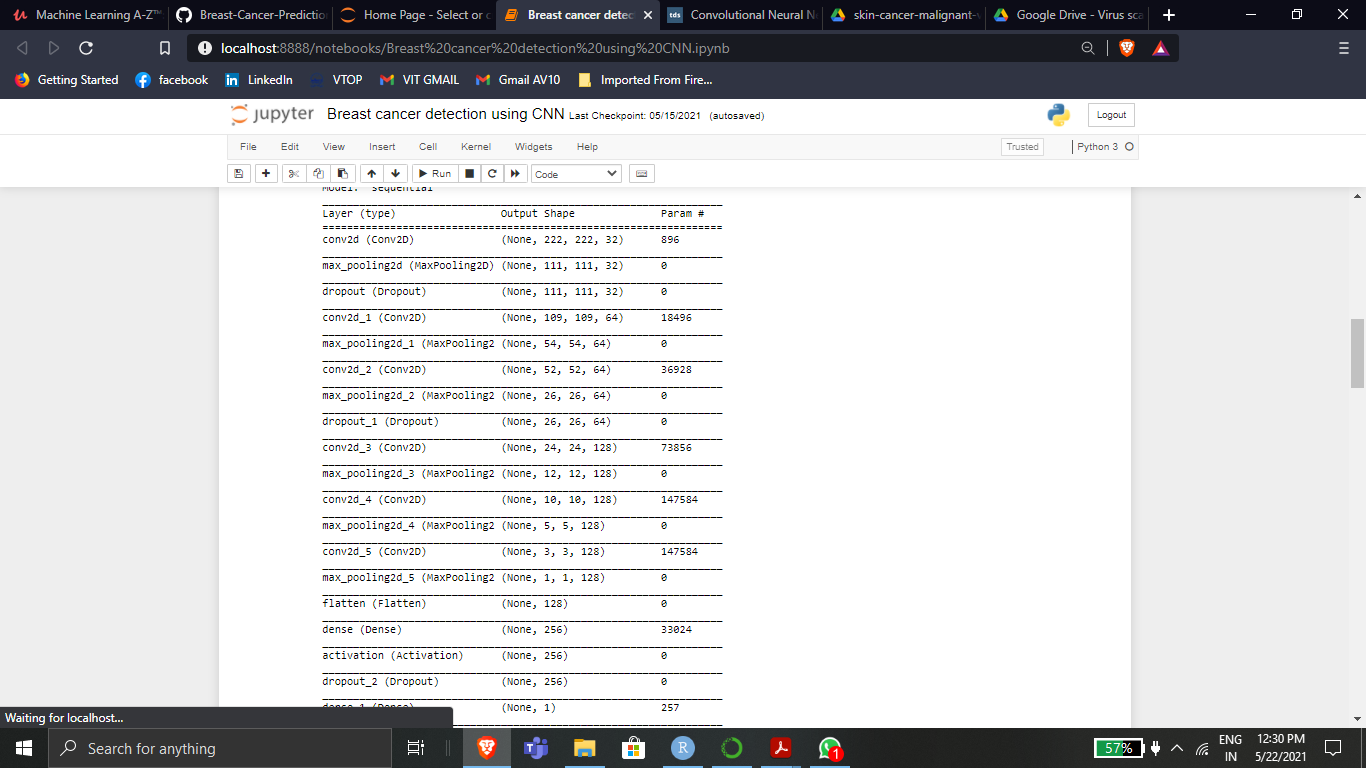 Machine Learning A-Z™
Breast-Cancer-Predictio
Home Page - Select or c
Breast cancer detec
tds
Convolutional Neural N
skin-cancer-malignant-v
Google Drive - Virus sca
localhost:8888/notebooks/Breast%20cancer%20detection%20using%20CNN.ipynb
Getting Started
facebook
LinkedIn
VTOP
VIT GMAIL
Gmail AV10
Imported From Fire...
jupyter Breast cancer detection using CNN Last Checkpoint: 05/15/2021 (autosaved)
Logout
File Edit View Insert Cell Kernel Widgets Help
Trusted
Python 3
Run
Code
Model: "sequential"
Layer (type) Output Shape Param #
conv2d (Conv2D) (None, 222, 222, 32) 896
max_pooling2d (MaxPooling2D) (None, 111, 111, 32) 0
dropout (Dropout) (None, 111, 111, 32) 0
conv2d_1 (Conv2D) (None, 109, 109, 64) 18496
max_pooling2d_1 (MaxPooling2 (None, 54, 54, 64) 0
conv2d_2 (Conv2D) (None, 52, 52, 64) 36928
max_pooling2d_2 (MaxPooling2 (None, 26, 26, 64) 0
dropout_1 (Dropout) (None, 26, 26, 64) 0
conv2d_3 (Conv2D) (None, 24, 24, 128) 73856
max_pooling2d_3 (MaxPooling2 (None, 12, 12, 128) 0
conv2d_4 (Conv2D) (None, 10, 10, 128) 147584
max_pooling2d_4 (MaxPooling2 (None, 5, 5, 128) 0
conv2d_5 (Conv2D) (None, 3, 3, 128) 147584
max_pooling2d_5 (MaxPooling2 (None, 1, 1, 128) 0
flatten (Flatten) (None, 128) 0
dense (Dense) (None, 256) 33024
activation (Activation) (None, 256) 0
dropout_2 (Dropout) (None, 256) 0
dense_1 (Dense) (None, 1) 257
Waiting for localhost...
Search for anything
57%
ENG
IN
12:30 PM
5/22/2021